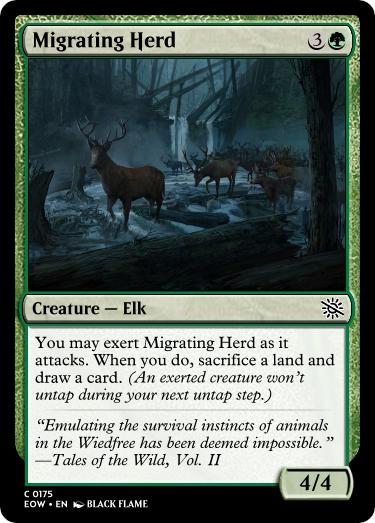 Migrating Herd 3
Creature — Elk
You may exert Migrating Herd as it
attacks. When you do, sacrifice a land and
draw a card. (An exerted creature won't
untap during your next untap step.)
“Emulating the survival instincts of animals
in the Wiedfree has been deemed impossible.”
—Tales of the Wild, Vol. II
4/4
C 0175
EOW • EN BLACK FLAME